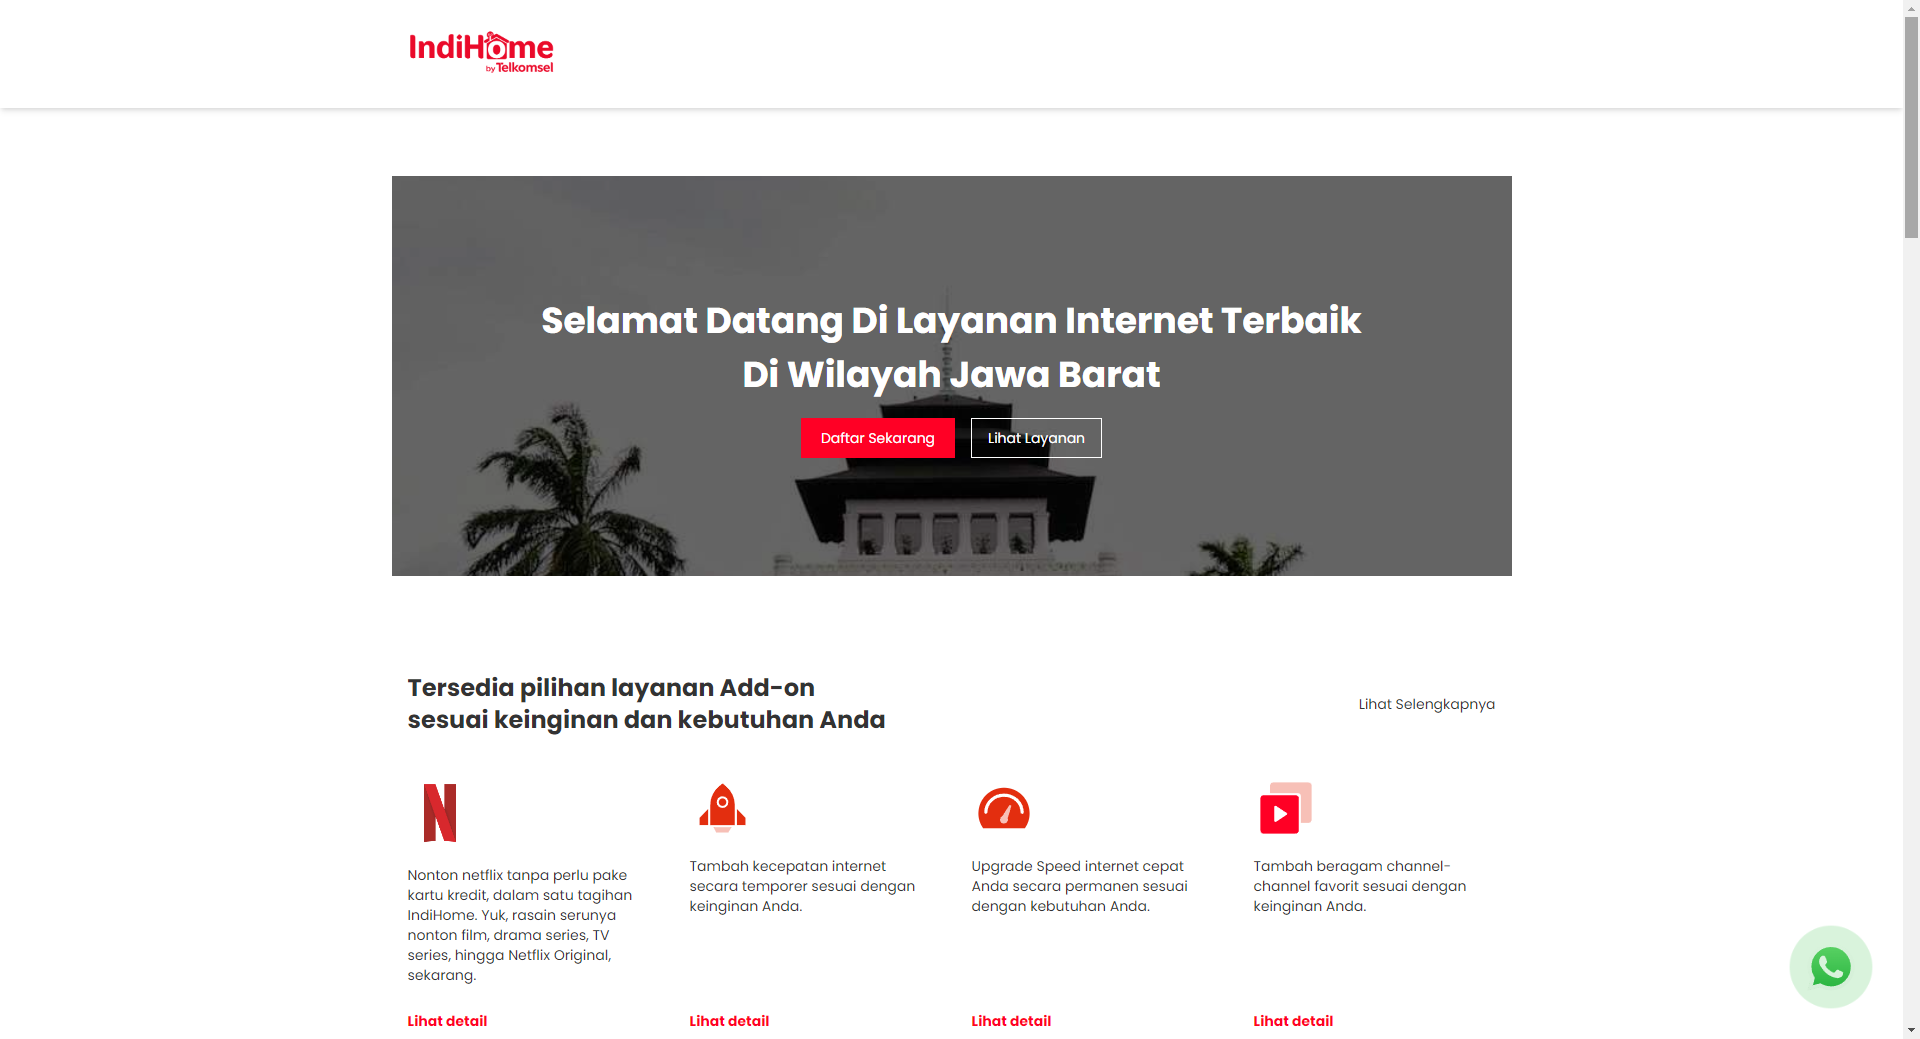 IndiHome
by Telkomsel
Selamat Datang Di Layanan Internet Terbaik
Di Wilayah Jawa Barat
Daftar Sekarang
Lihat Layanan
Tersedia pilihan layanan Add-on
sesuai keinginan dan kebutuhan Anda
Lihat Selengkapnya
Nonton netflix tanpa perlu pake
kartu kredit, dalam satu tagihan
IndiHome. Yuk, rasain serunya
nonton film, drama series, TV
series, hingga Netflix Original,
sekarang.
Lihat detail
Tambah kecepatan internet
secara temporer sesuai dengan
keinginan Anda.
Lihat detail
Upgrade Speed internet cepat
Anda secara permanen sesuai
dengan kebutuhan Anda.
Lihat detail
Tambah beragam channel-
channel favorit sesuai dengan
keinginan Anda.
Lihat detail